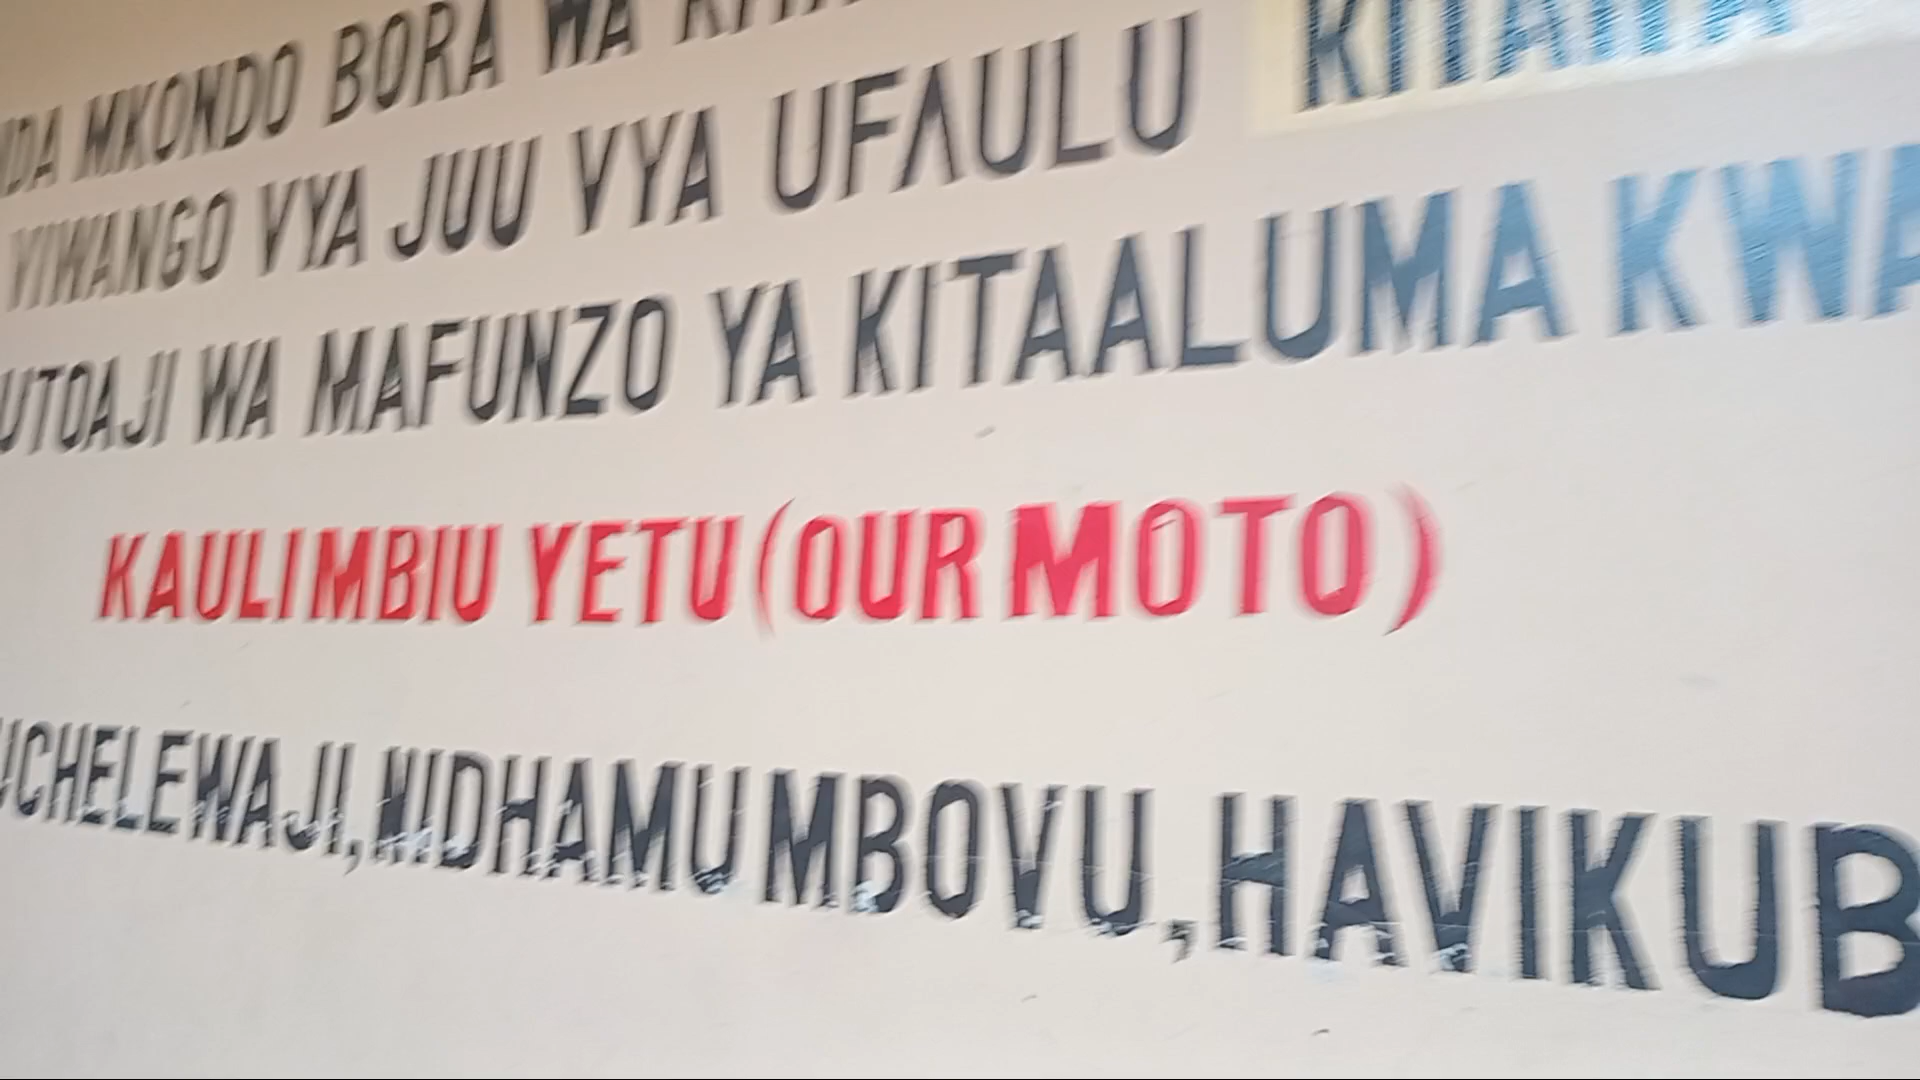 MKONDO BORA WA
VIWANGO VYA JUU VYA UFAULU KITAIFA
UTOAJI WA MAFUNZO YA KITAALUMA KWA
KAULIMBIU YETU (OUR MOTO)
UCHELEWAJI, NIDHAMU MBOVU, HAVIKUB